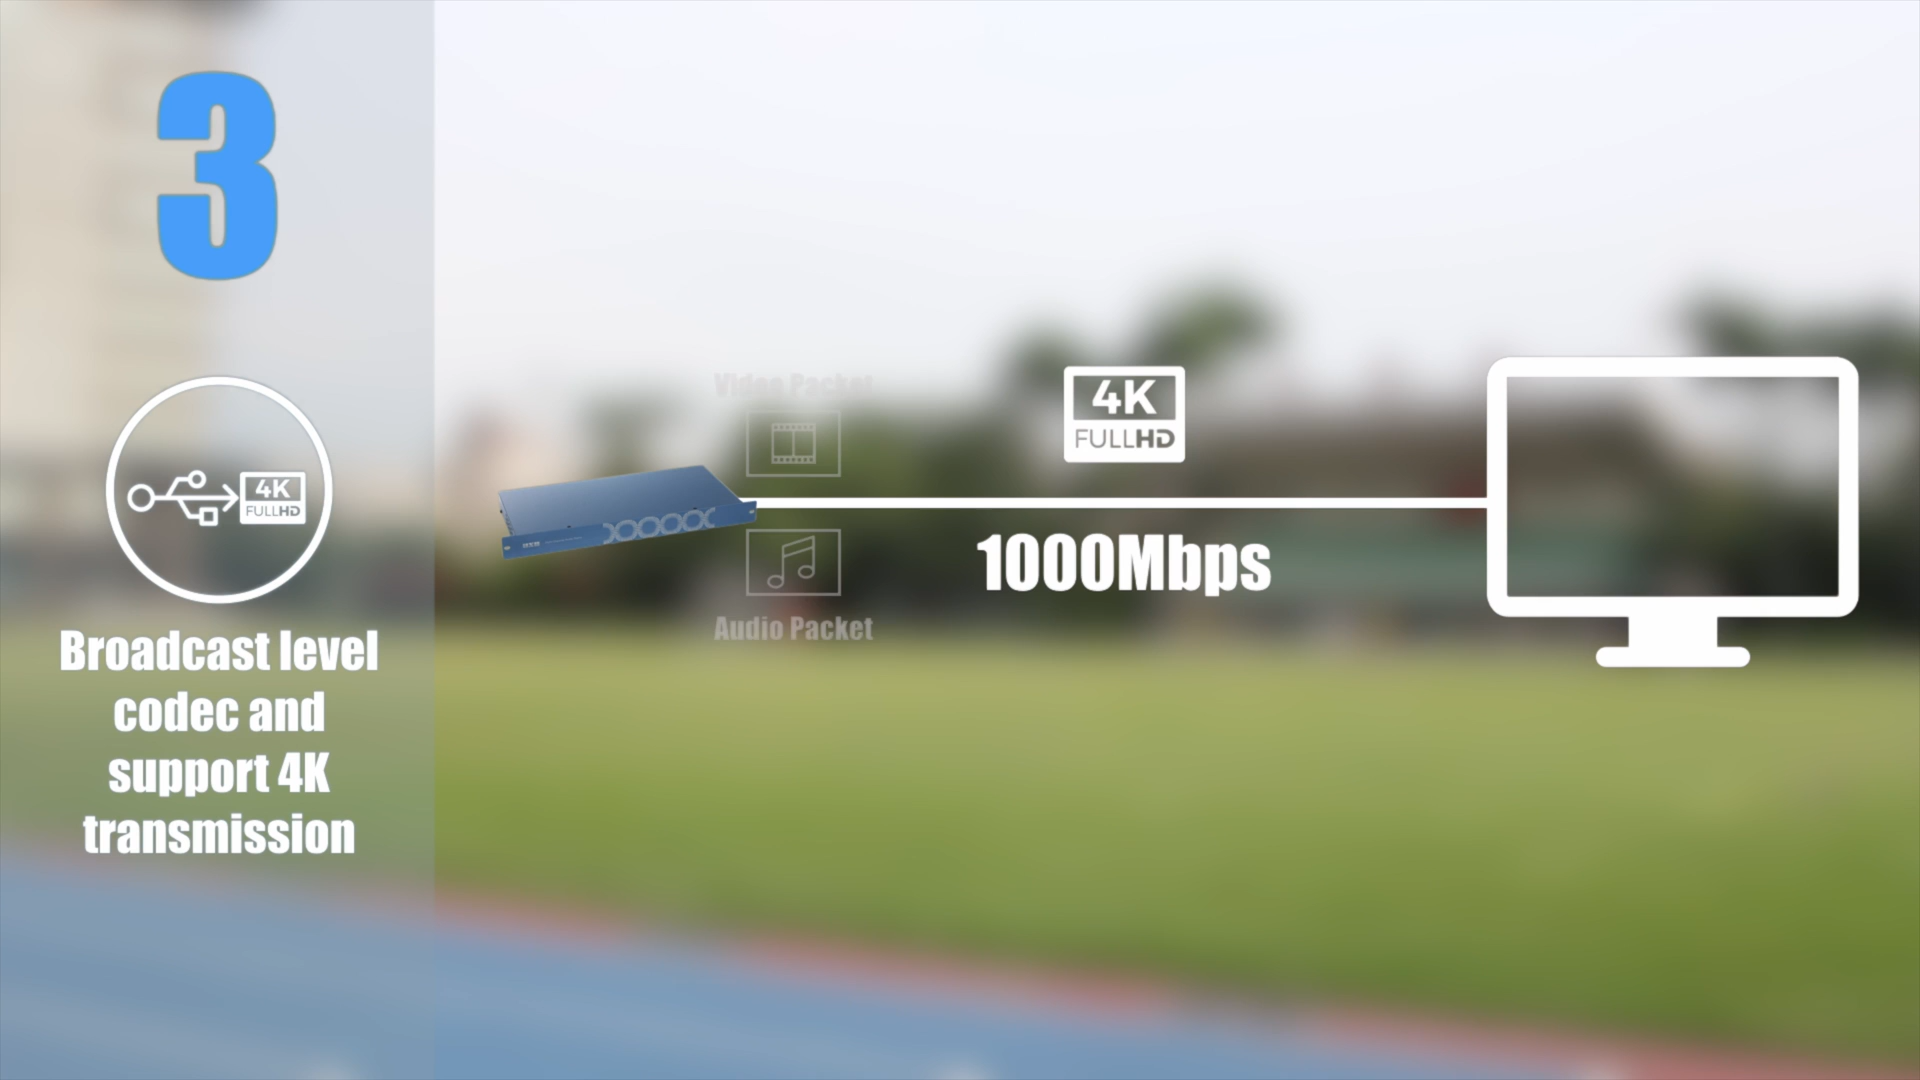 3
4K
FULLHD
Broadcast level
codec and
support 4K
transmission
Video Packet
Audio Packet
4K
FULLHD
1000Mbps